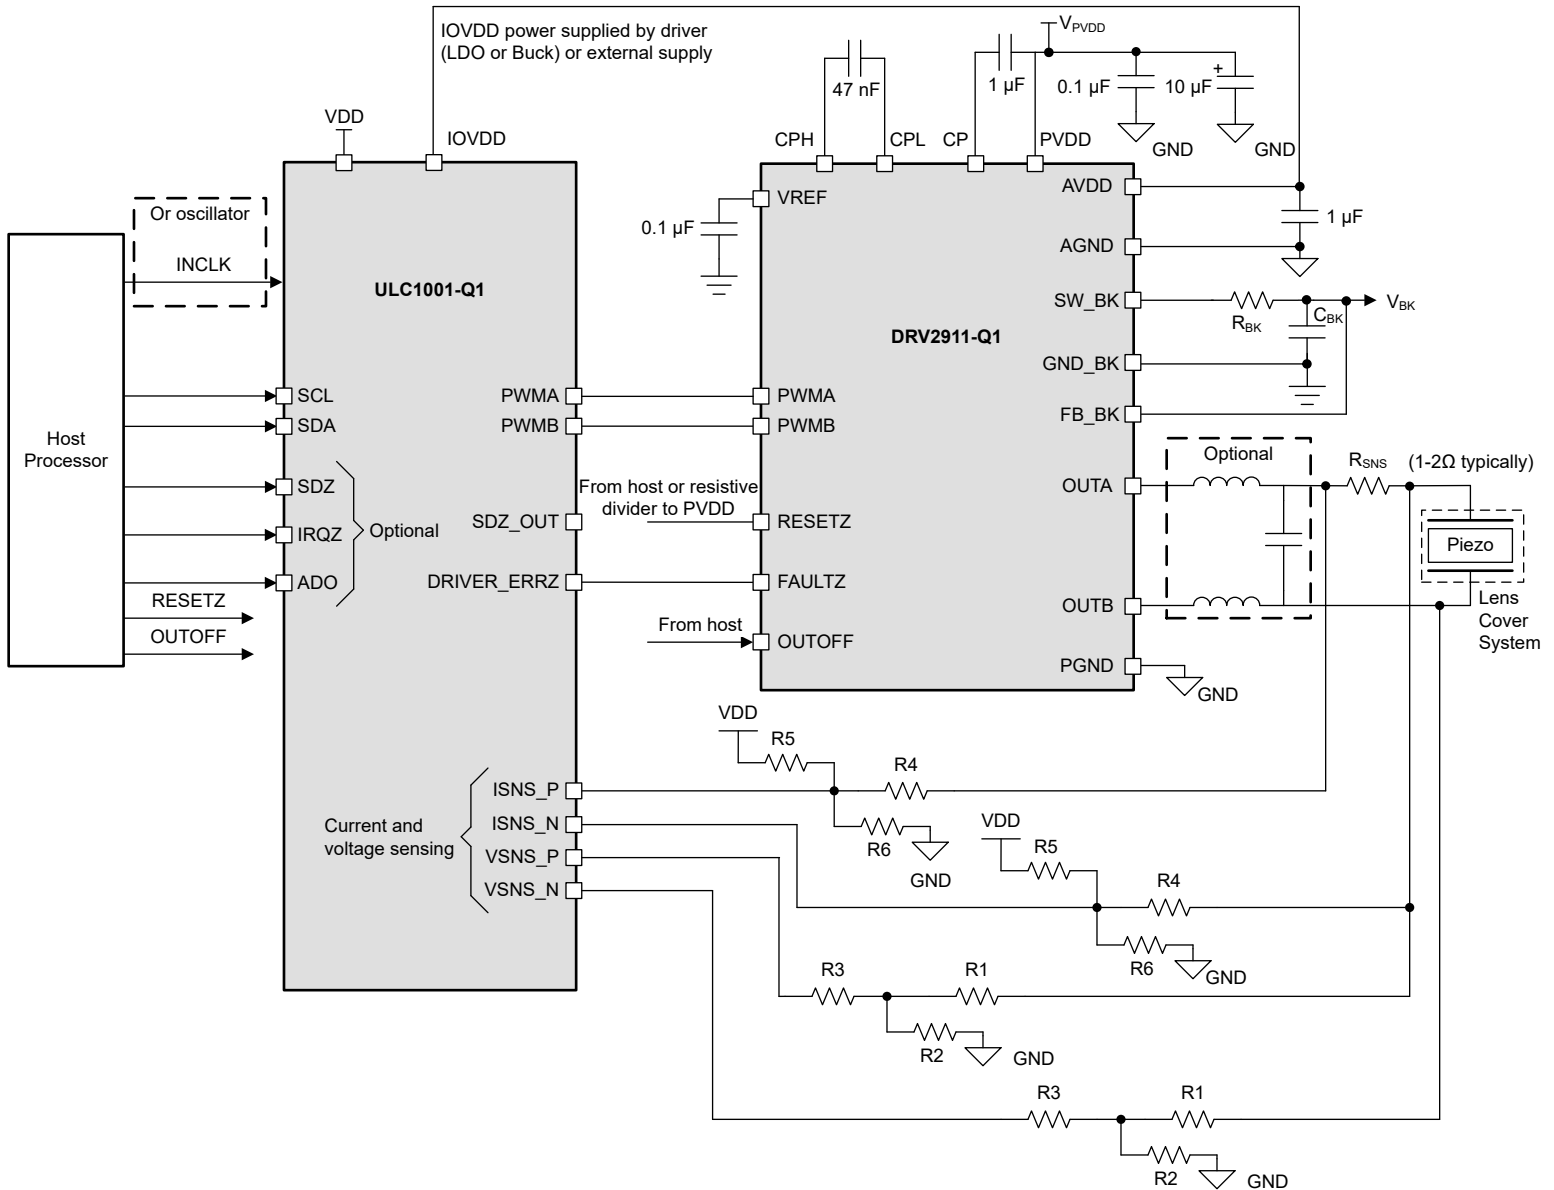 IOVDD power supplied by driver
(LDO or Buck) or external supply
V_PVDD
1 µF
0.1 µF
10 µF
+
47 nF
VDD
IOVDD
CPH
CPL
CP
PVDD
GND
GND
Or oscillator
INCLK
ULC1001-Q1
VREF
0.1 µF
AVDD
1 µF
AGND
SW_BK
R_BK
C_BK
V_BK
DRV2911-Q1
GND_BK
FB_BK
Host
Processor
SCL
SDA
SDZ
IRQZ
ADO
Optional
RESETZ
OUTOFF
PWMA
PWMB
SDZ_OUT
DRIVER_ERRZ
From host or resistive
divider to PVDD
From host
PWMA
PWMB
RESETZ
FAULTZ
OUTOFF
OUTA
OUTB
PGND
GND
Optional
R_SNS
(1-2Ω typically)
Piezo
Lens
Cover
System
Current and
voltage sensing
ISNS_P
ISNS_N
VSNS_P
VSNS_N
VDD
R5
R4
R6
GND
VDD
R5
R4
R6
GND
R3
R1
R2
GND
R3
R1
R2
GND